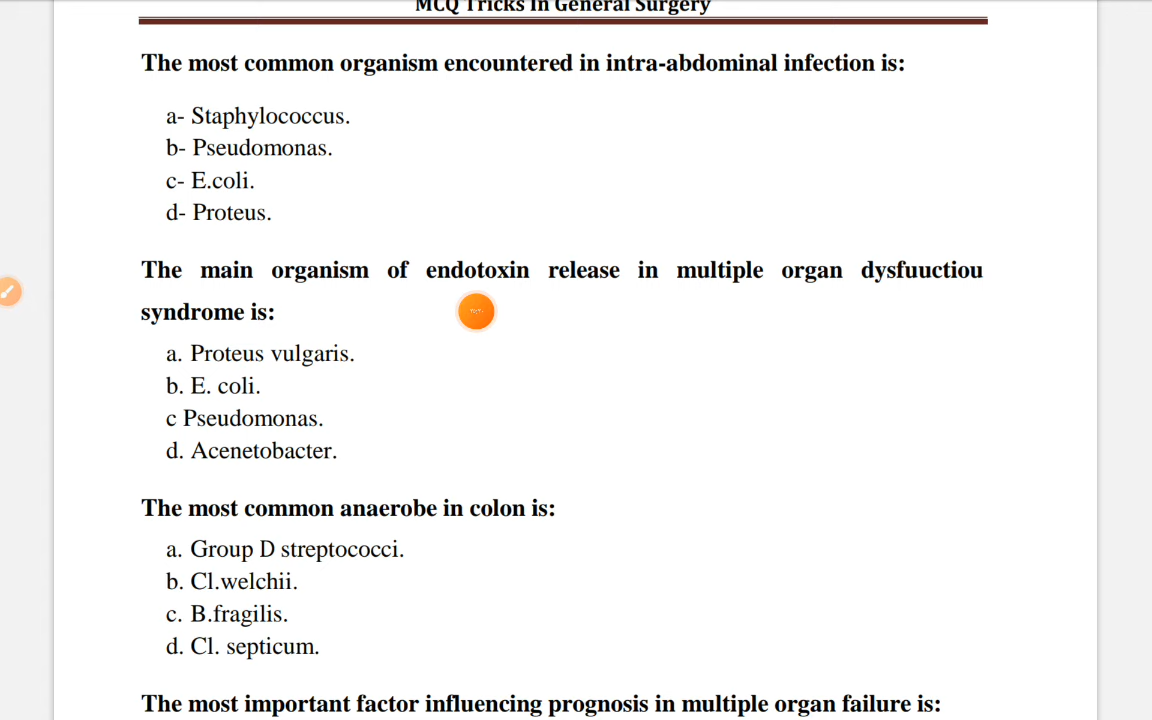 MCQ Tricks In General Surgery
The most common organism encountered in intra-abdominal infection is:
a- Staphylococcus.
b- Pseudomonas.
c- E.coli.
d- Proteus.
The main organism of endotoxin release in multiple organ dysfuuctiou
syndrome is:
a. Proteus vulgaris.
b. E. coli.
c Pseudomonas.
d. Acenetobacter.
The most common anaerobe in colon is:
a. Group D streptococci.
b. Cl.welchii.
c. B.fragilis.
d. Cl. septicum.
The most important factor influencing prognosis in multiple organ failure is: